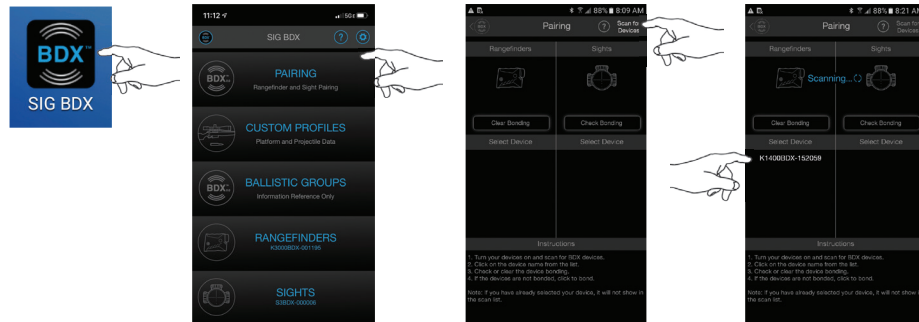 BDX™
SIG BDX
11:12
5G
BDX
SIG BDX
?
BDX
PAIRING
Rangefinder and Sight Pairing
CUSTOM PROFILES
Platform and Projectile Data
BDX
BALLISTIC GROUPS
Information Reference Only
RANGEFINDERS
K3000BDX-001195
SIGHTS
S3BDX-000006
88% 8:09 AM
Pairing
?
Scan for
Devices
Rangefinders
Sights
Clear Bonding
Check Bonding
Select Device
Select Device
Instructions
1. Turn your devices on and scan for BDX devices.
2. Click on the device name from the list.
3. Check or clear the device bonding.
4. If the devices are not bonded, click to bond.
Note: If you have already selected your device, it will not show in
the scan list.
88% 8:21 AM
Pairing
?
Scan for
Devices
Rangefinders
Sights
Scanning...
Clear Bonding
Check Bonding
Select Device
Select Device
K1400BDX-152059
Instructions
1. Turn your devices on and scan for BDX devices.
2. Click on the device name from the list.
3. Check or clear the device bonding.
4. If the devices are not bonded, click to bond.
Note: If you have already selected your device, it will not show in
the scan list.